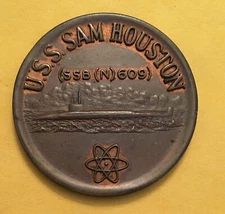 U.S.S. SAM HOUSTON
(SSB (N) 609)